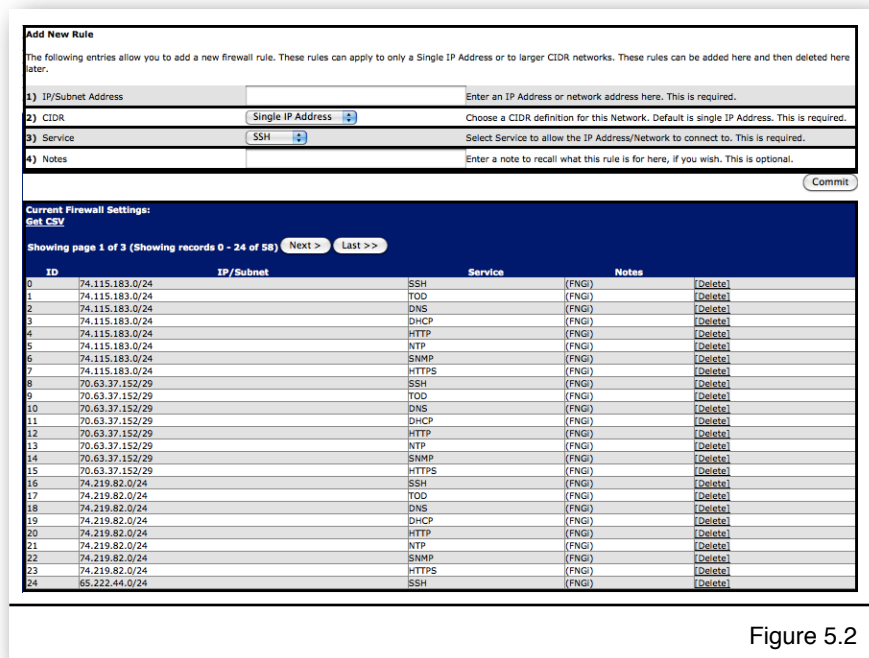 Add New Rule
The following entries allow you to add a new firewall rule. These rules can apply to only a Single IP Address or to larger CIDR networks. These rules can be added here and then deleted here
later.
1) IP/Subnet Address Enter an IP Address or network address here. This is required.
2) CIDR Single IP Address Choose a CIDR definition for this Network. Default is single IP Address. This is required.
3) Service SSH Select Service to allow the IP Address/Network to connect to. This is required.
4) Notes Enter a note to recall what this rule is for here, if you wish. This is optional.
Commit
Current Firewall Settings:
Get CSV
Showing page 1 of 3 (Showing records 0 - 24 of 58) Next > Last >>
ID IP/Subnet Service Notes
0 74.115.183.0/24 SSH (FNGi) [Delete]
1 74.115.183.0/24 TOD (FNGi) [Delete]
2 74.115.183.0/24 DNS (FNGi) [Delete]
3 74.115.183.0/24 DHCP (FNGi) [Delete]
4 74.115.183.0/24 HTTP (FNGi) [Delete]
5 74.115.183.0/24 NTP (FNGi) [Delete]
6 74.115.183.0/24 SNMP (FNGi) [Delete]
7 74.115.183.0/24 HTTPS (FNGi) [Delete]
8 70.63.37.152/29 SSH (FNGi) [Delete]
9 70.63.37.152/29 TOD (FNGi) [Delete]
10 70.63.37.152/29 DNS (FNGi) [Delete]
11 70.63.37.152/29 DHCP (FNGi) [Delete]
12 70.63.37.152/29 HTTP (FNGi) [Delete]
13 70.63.37.152/29 NTP (FNGi) [Delete]
14 70.63.37.152/29 SNMP (FNGi) [Delete]
15 70.63.37.152/29 HTTPS (FNGi) [Delete]
16 74.219.82.0/24 SSH (FNGi) [Delete]
17 74.219.82.0/24 TOD (FNGi) [Delete]
18 74.219.82.0/24 DNS (FNGi) [Delete]
19 74.219.82.0/24 DHCP (FNGi) [Delete]
20 74.219.82.0/24 HTTP (FNGi) [Delete]
21 74.219.82.0/24 NTP (FNGi) [Delete]
22 74.219.82.0/24 SNMP (FNGi) [Delete]
23 74.219.82.0/24 HTTPS (FNGi) [Delete]
24 65.222.44.0/24 SSH (FNGi) [Delete]
Figure 5.2